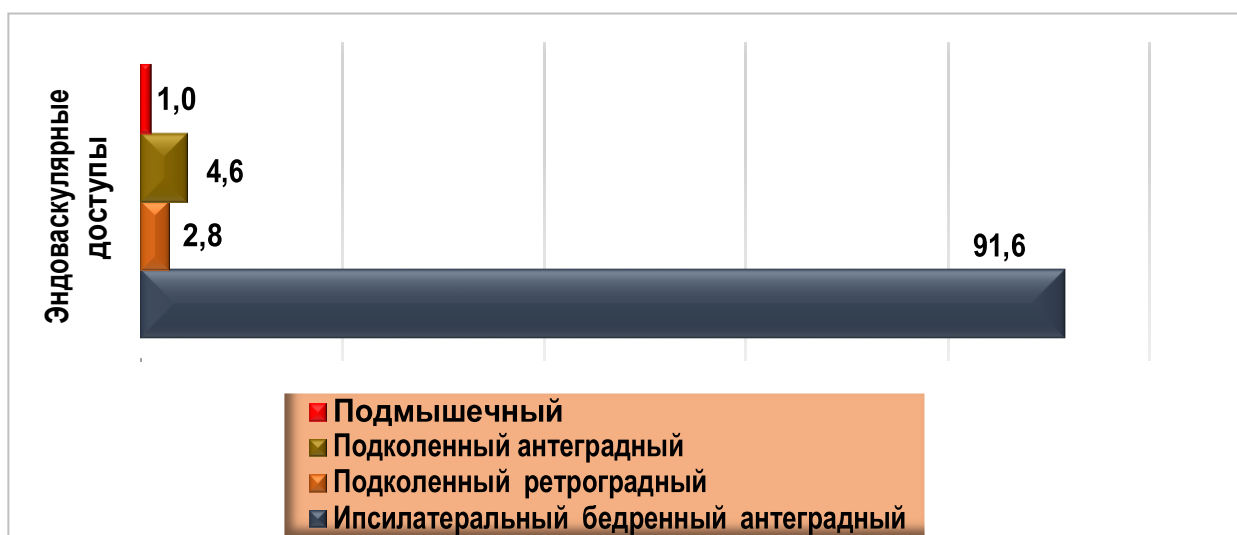 Эндоваскулярные
доступы
1,0
4,6
2,8
91,6
Подмышечный
Подколенный антеградный
Подколенный ретроградный
Ипсилатеральный бедренный антеградный